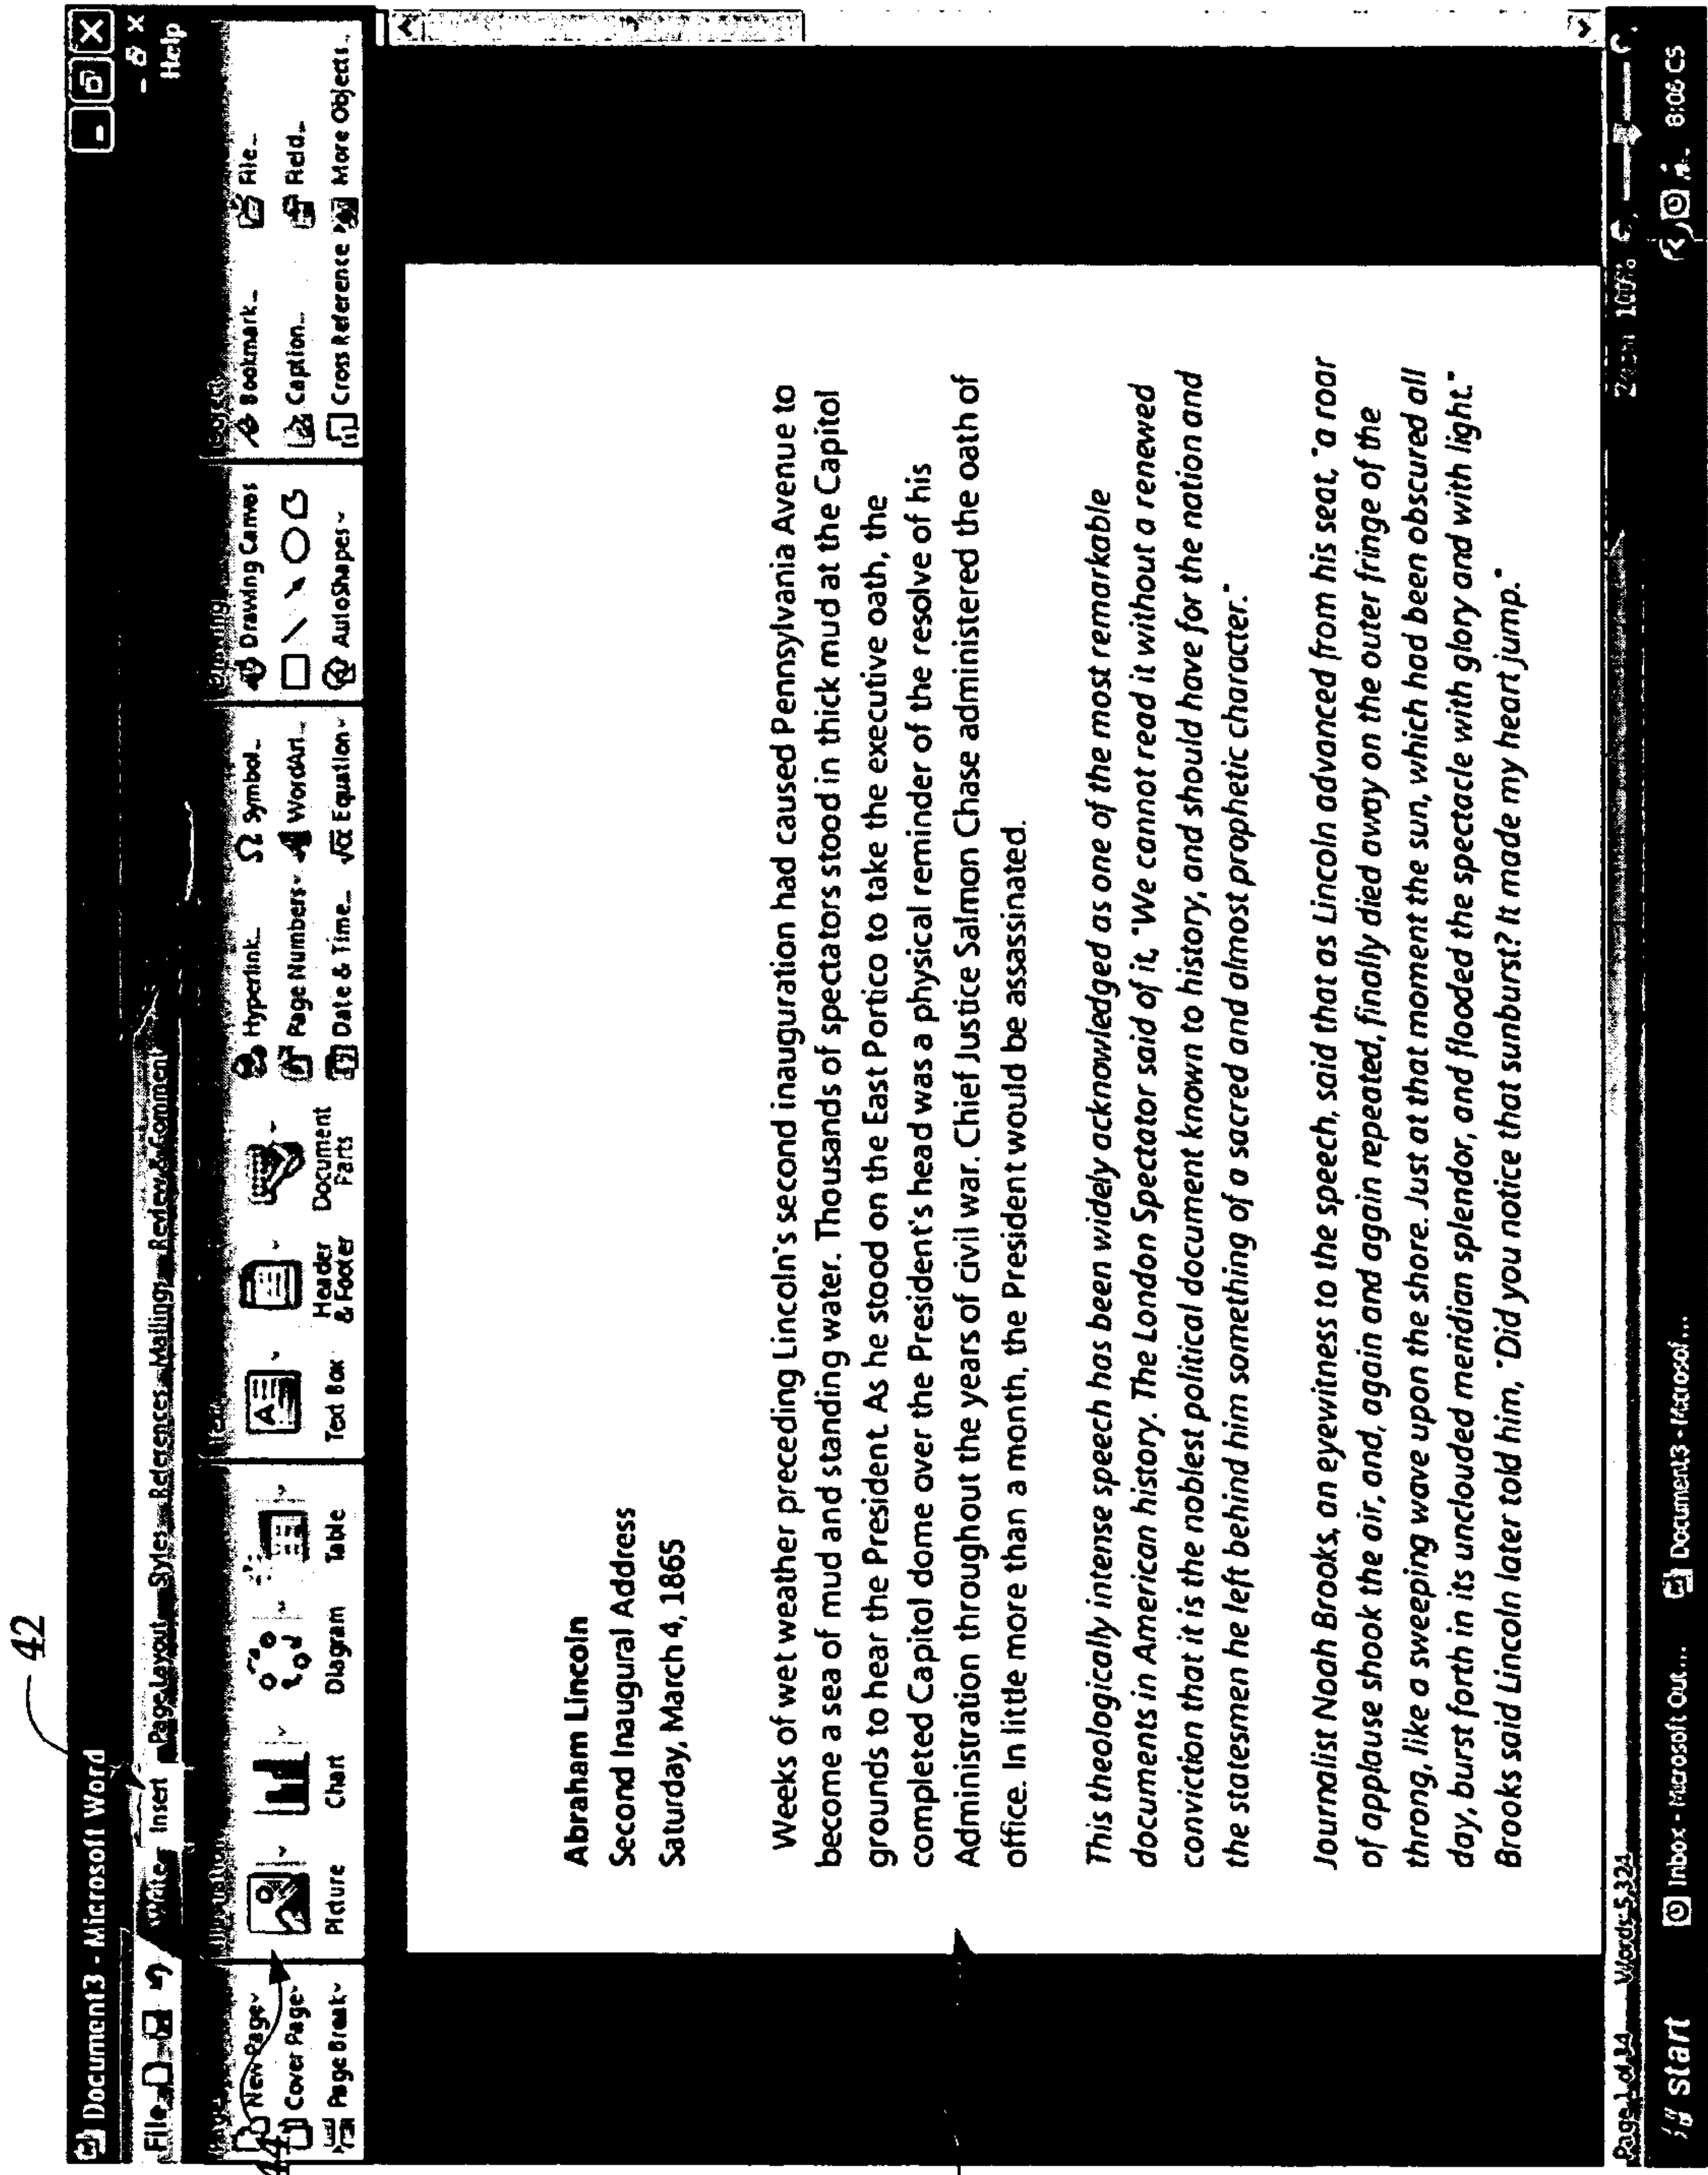 42
Document3 - Microsoft Word
File Write Insert Page Layout Styles References Mailings Review & Comment Help
New Page
Cover Page
Page Break
Picture Chart Diagram Table
Text
Text Box Header & Footer Document Parts
Hyperlink... Symbol...
Page Numbers WordArt...
Date & Time... Equation
Drawing
Drawing Canvas
AutoShapes
Bookmark... File...
Caption... Field...
Cross Reference More Objects...
44
Abraham Lincoln
Second Inaugural Address
Saturday, March 4, 1865
Weeks of wet weather preceding Lincoln's second inauguration had caused Pennsylvania Avenue to
become a sea of mud and standing water. Thousands of spectators stood in thick mud at the Capitol
grounds to hear the President. As he stood on the East Portico to take the executive oath, the
completed Capitol dome over the President's head was a physical reminder of the resolve of his
Administration throughout the years of civil war. Chief Justice Salmon Chase administered the oath of
office. In little more than a month, the President would be assassinated.
This theologically intense speech has been widely acknowledged as one of the most remarkable
documents in American history. The London Spectator said of it, "We cannot read it without a renewed
conviction that it is the noblest political document known to history, and should have for the nation and
the statesmen he left behind him something of a sacred and almost prophetic character."
Journalist Noah Brooks, an eyewitness to the speech, said that as Lincoln advanced from his seat, "a roar
of applause shook the air, and, again and again repeated, finally died away on the outer fringe of the
throng, like a sweeping wave upon the shore. Just at that moment the sun, which had been obscured all
day, burst forth in its unclouded meridian splendor, and flooded the spectacle with glory and with light."
Brooks said Lincoln later told him, "Did you notice that sunburst? It made my heart jump."
Page 1 of 34 Words: 5,324 Zoom 100%
start Inbox - Microsoft Out... Document3 - Microsof... 8:06